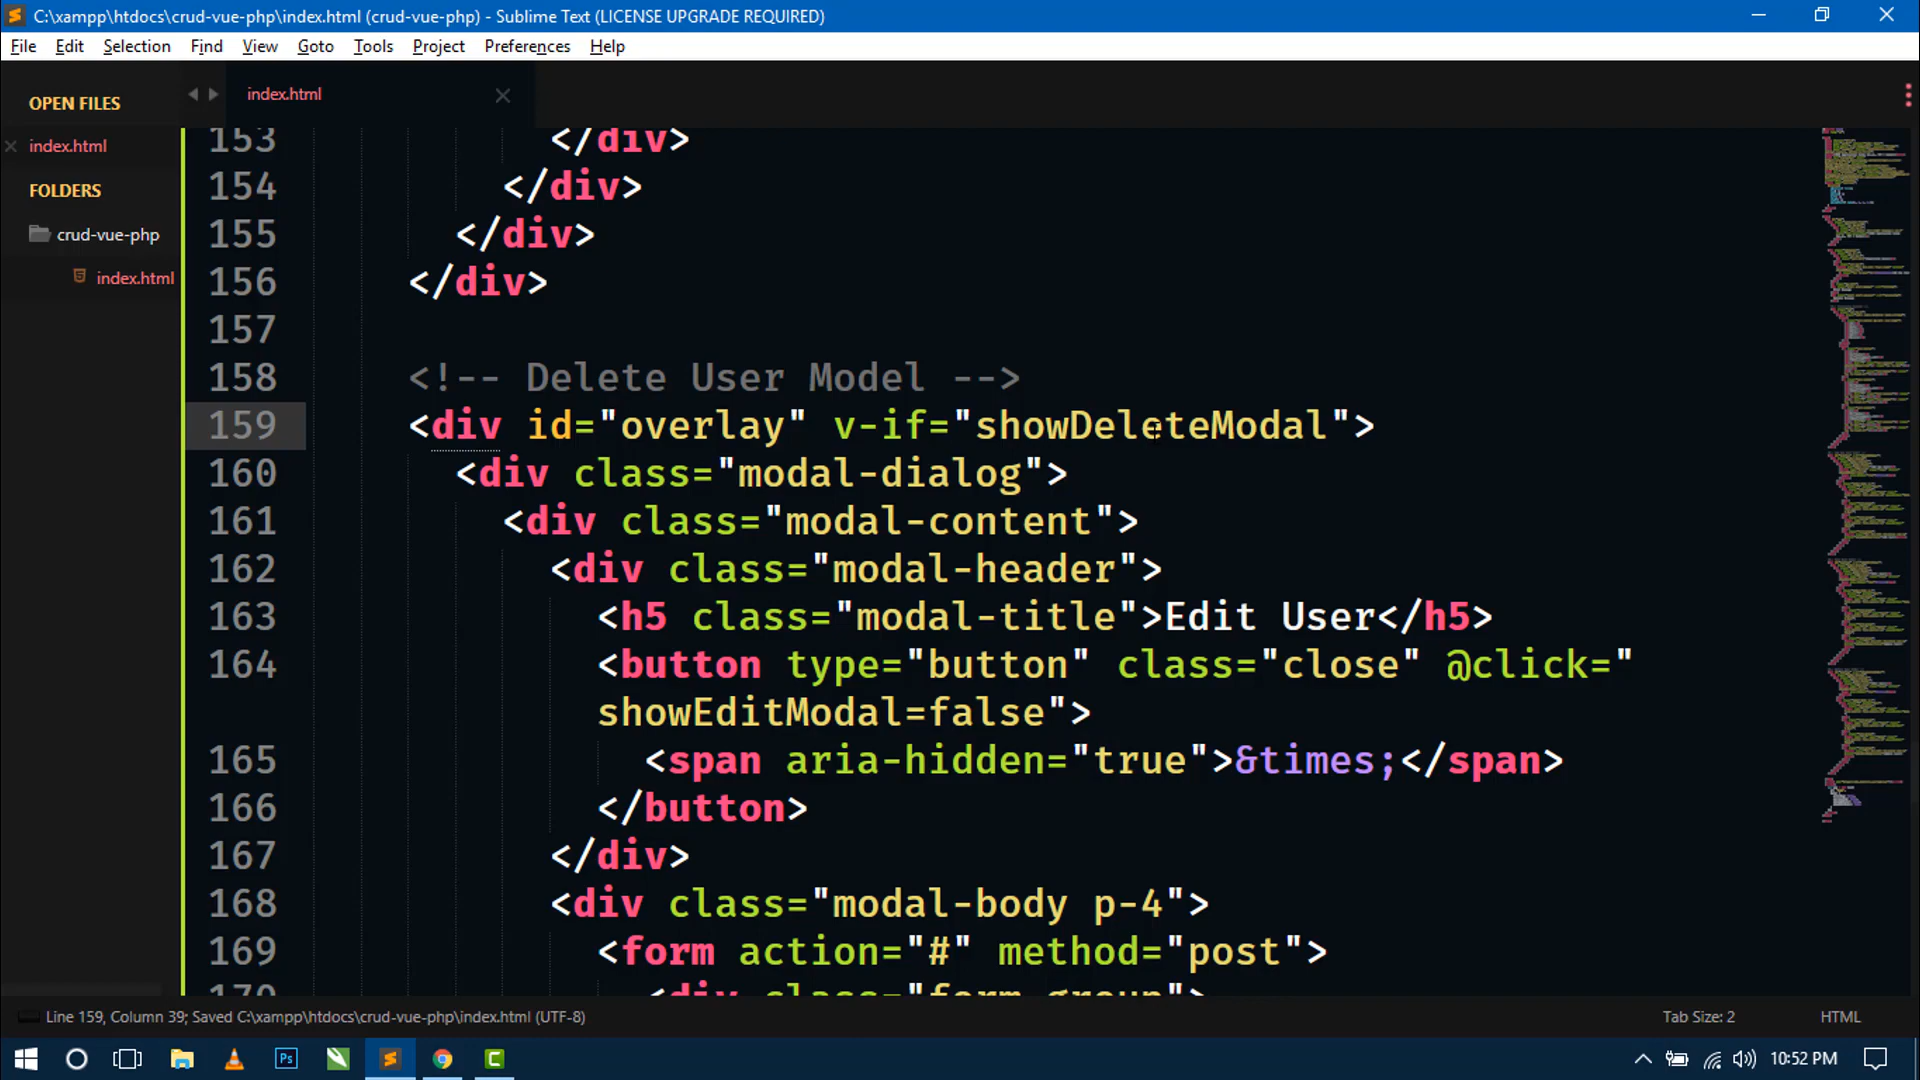 C:\xampp\htdocs\crud-vue-php\index.html (crud-vue-php) - Sublime Text (LICENSE UPGRADE REQUIRED)
File Edit Selection Find View Goto Tools Project Preferences Help
OPEN FILES
index.html
FOLDERS
crud-vue-php
index.html
index.html
153 </div>
154 </div>
155 </div>
156 </div>
157
158 <!-- Delete User Model -->
159 <div id="overlay" v-if="showDeleteModal">
160 <div class="modal-dialog">
161 <div class="modal-content">
162 <div class="modal-header">
163 <h5 class="modal-title">Edit User</h5>
164 <button type="button" class="close" @click="
showEditModal=false">
165 <span aria-hidden="true">&times;</span>
166 </button>
167 </div>
168 <div class="modal-body p-4">
169 <form action="#" method="post">
170 <div class="form-group">
Line 159, Column 39; Saved C:\xampp\htdocs\crud-vue-php\index.html (UTF-8)
Tab Size: 2
HTML
Ps
10:52 PM